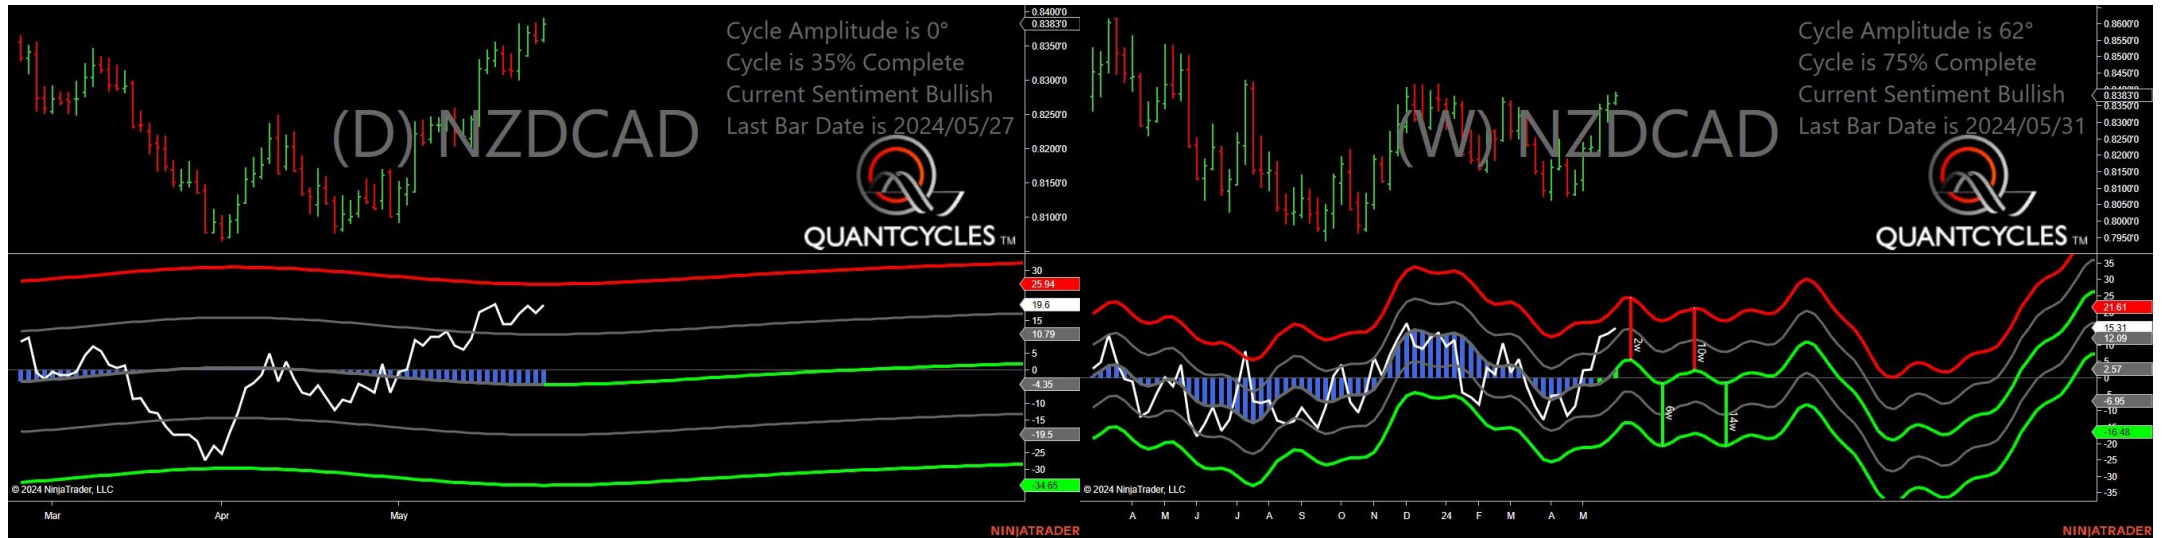 Cycle Amplitude is 0°
Cycle is 35% Complete
Current Sentiment Bullish
Last Bar Date is 2024/05/27
(D) NZDCAD
QUANTCYCLES TM
0.8400'0
0.8383'0
0.8350'0
0.8300'0
0.8250'0
0.8200'0
0.8150'0
0.8100'0
30
25.94
19.6
15
10.79
5
0
-4.35
-10
-15
-19.5
-25
-30
-34.65
© 2024 NinjaTrader, LLC
Mar Apr May
NINJATRADER
Cycle Amplitude is 62°
Cycle is 75% Complete
Current Sentiment Bullish
Last Bar Date is 2024/05/31
(W) NZDCAD
QUANTCYCLES TM
0.8600'0
0.8550'0
0.8500'0
0.8450'0
0.8383'0
0.8350'0
0.8300'0
0.8250'0
0.8200'0
0.8150'0
0.8100'0
0.8050'0
0.8000'0
0.7950'0
35
30
25
21.61
15.31
12.09
10
5
2.57
0
-6.95
-10
-16.48
-20
-25
-30
-35
2w
10w
6w
14w
© 2024 NinjaTrader, LLC
A M J J A S O N D 24 F M A M
NINJATRADER